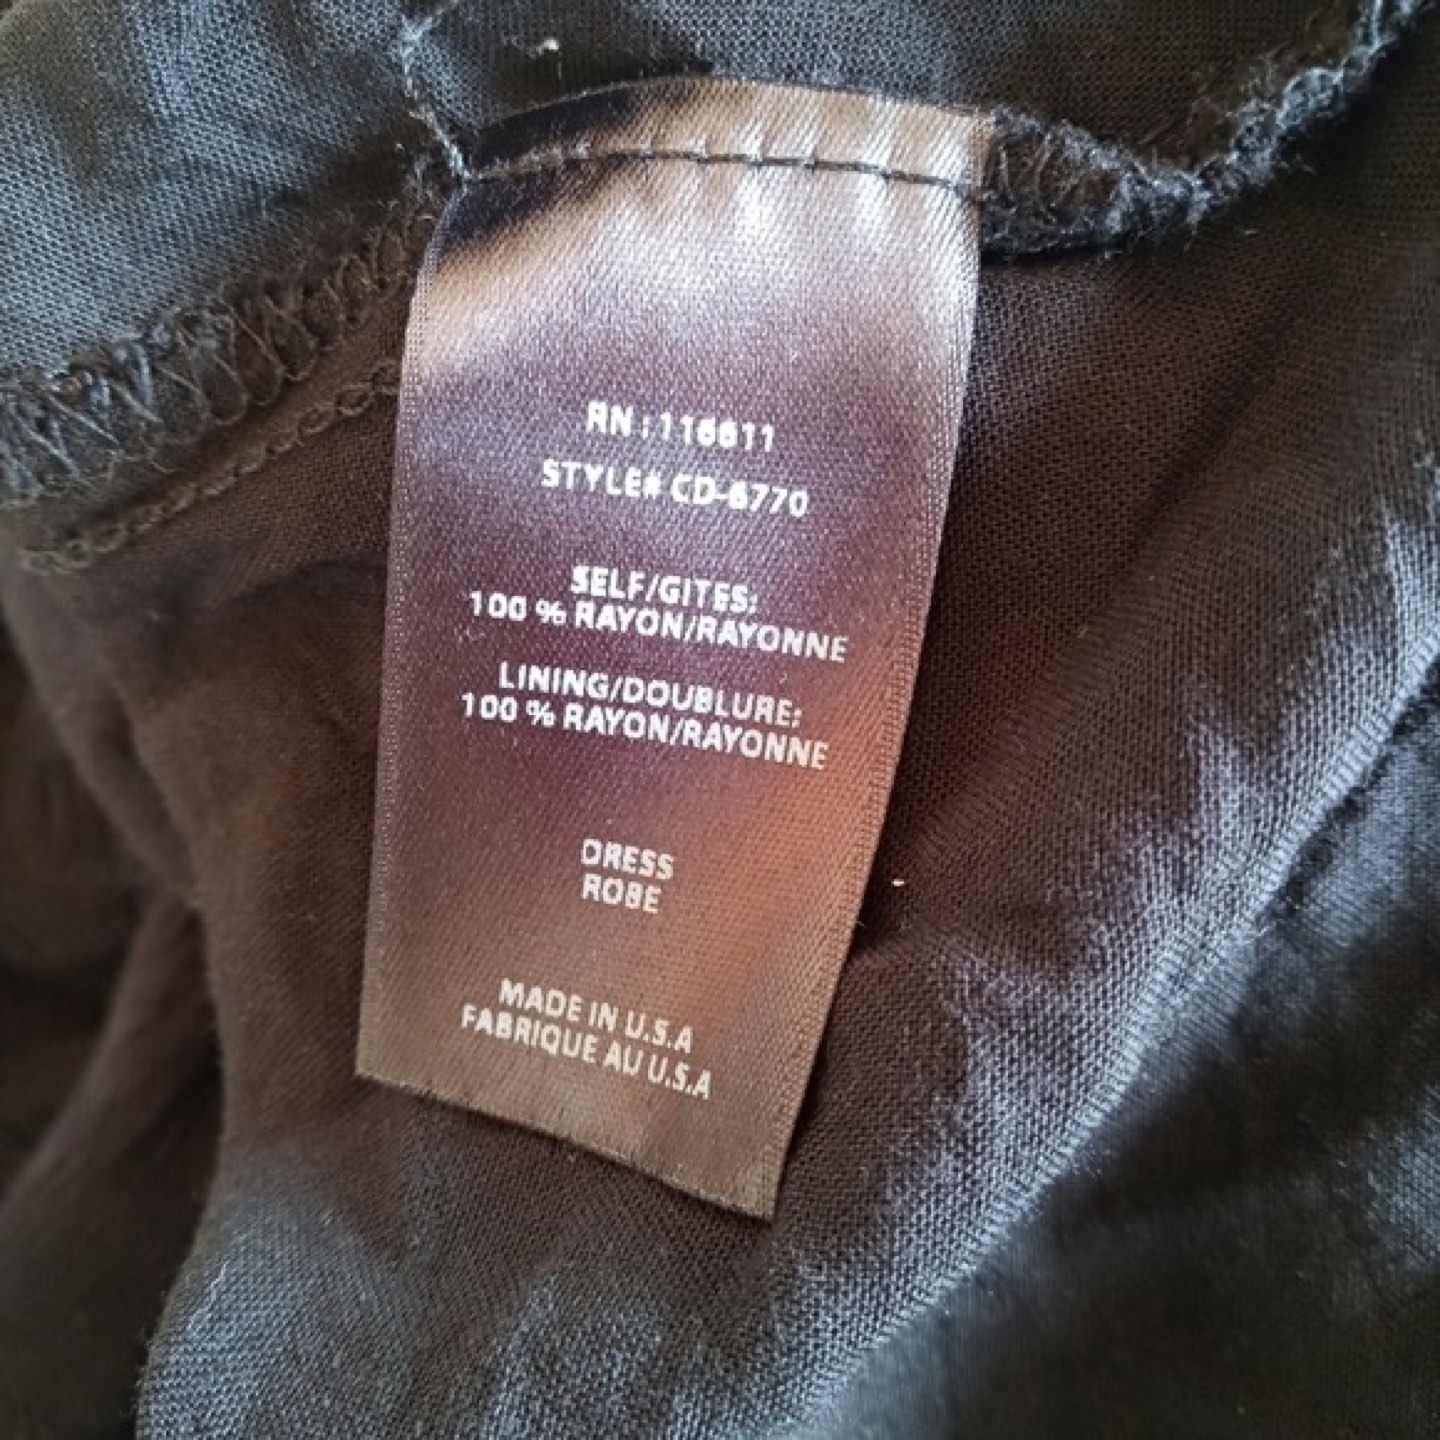 RN : 116611
STYLE# CD-6770
SELF/GITES:
100 % RAYON/RAYONNE
LINING/DOUBLURE:
100 % RAYON/RAYONNE
DRESS
ROBE
MADE IN U.S.A
FABRIQUE AU U.S.A